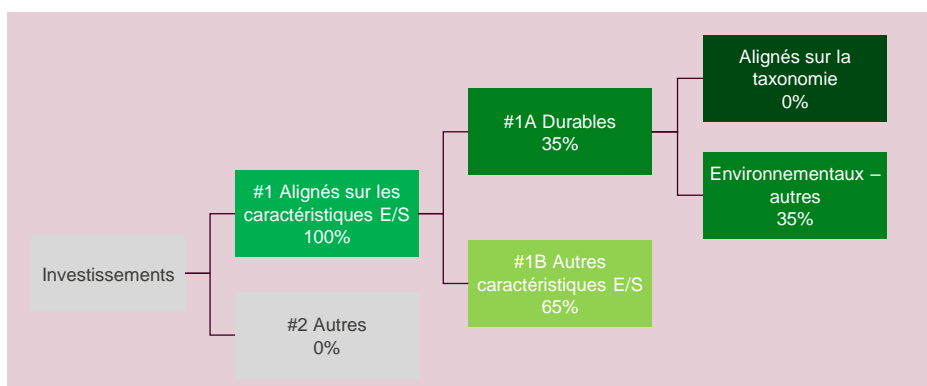 Investissements
#1 Alignés sur les
caractéristiques E/S
100%
#2 Autres
0%
#1A Durables
35%
#1B Autres
caractéristiques E/S
65%
Alignés sur la
taxonomie
0%
Environnementaux –
autres
35%